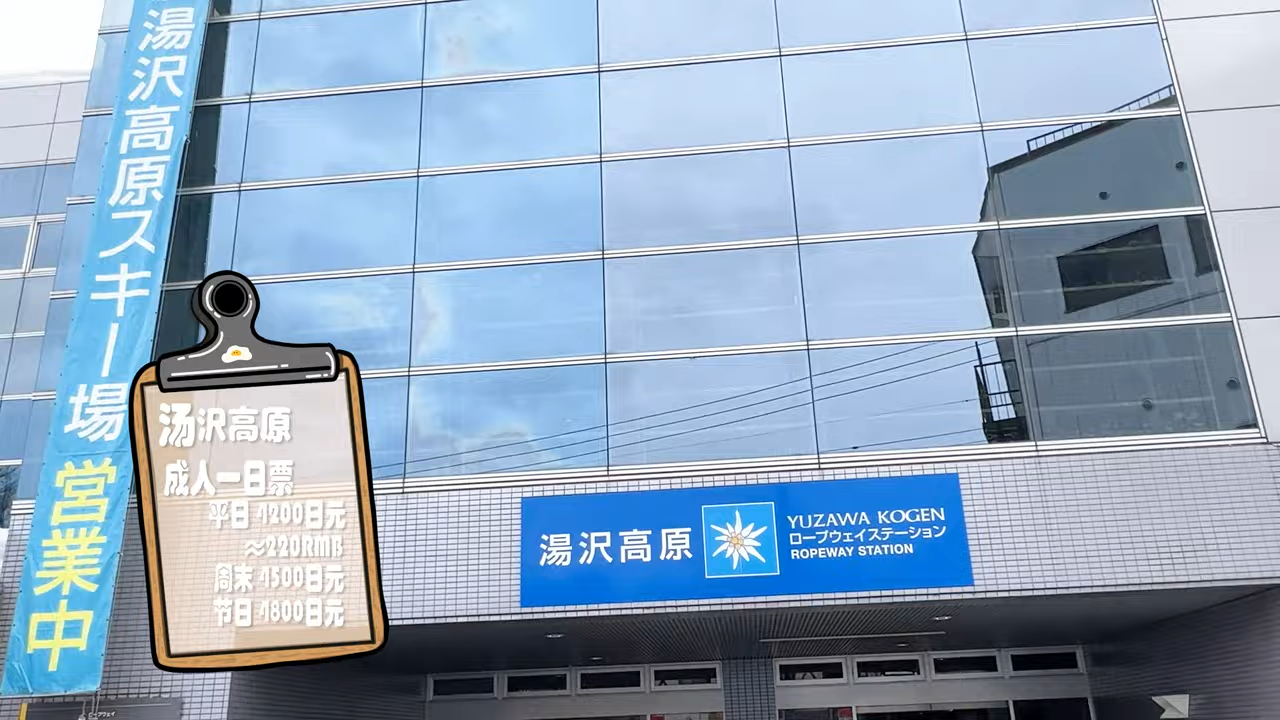 湯沢高原スキー場 営業中
汤沢高原
成人一日票
平日 4200日元
≈220RMB
周末 4500日元
节日 4800日元
湯沢高原
YUZAWA KOGEN
ロープウェイステーション
ROPEWAY STATION